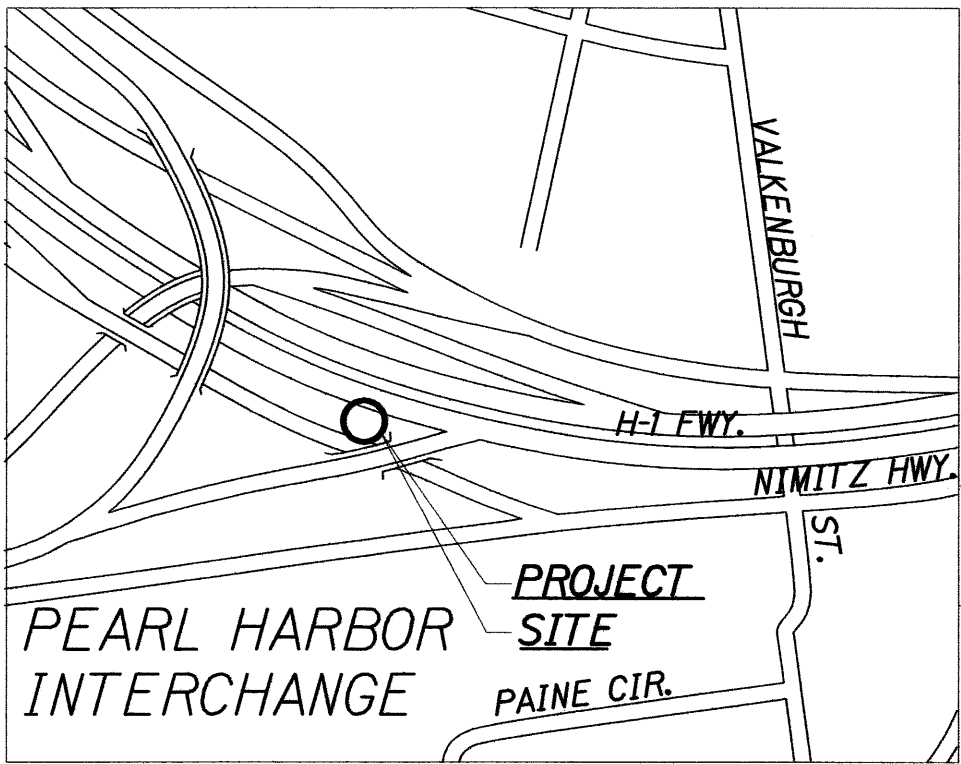 VALKENBURGH
H-1 FWY.
NIMITZ HWY.
ST.
PROJECT
SITE
PEARL HARBOR
INTERCHANGE
PAINE CIR.